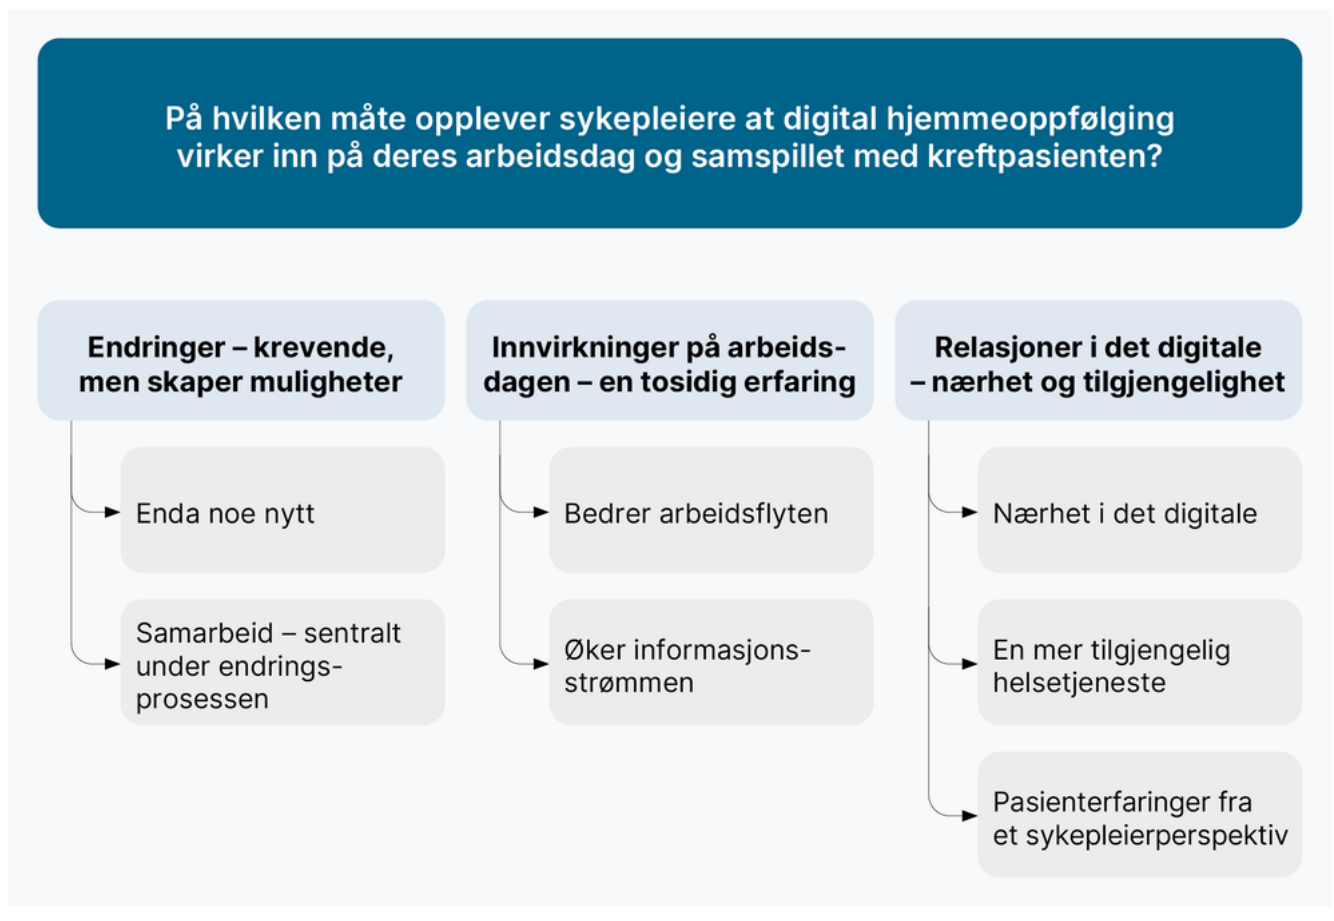 På hvilken måte opplever sykepleiere at digital hjemmeoppfølging
virker inn på deres arbeidsdag og samspillet med kreftpasienten?
Endringer – krevende,
men skaper muligheter
Enda noe nytt
Samarbeid – sentralt
under endrings-
prosessen
Innvirkninger på arbeids-
dagen – en tosidig erfaring
Bedrer arbeidsflyten
Øker informasjons-
strømmen
Relasjoner i det digitale
– nærhet og tilgjengelighet
Nærhet i det digitale
En mer tilgjengelig
helsetjeneste
Pasienterfaringer fra
et sykepleierperspektiv